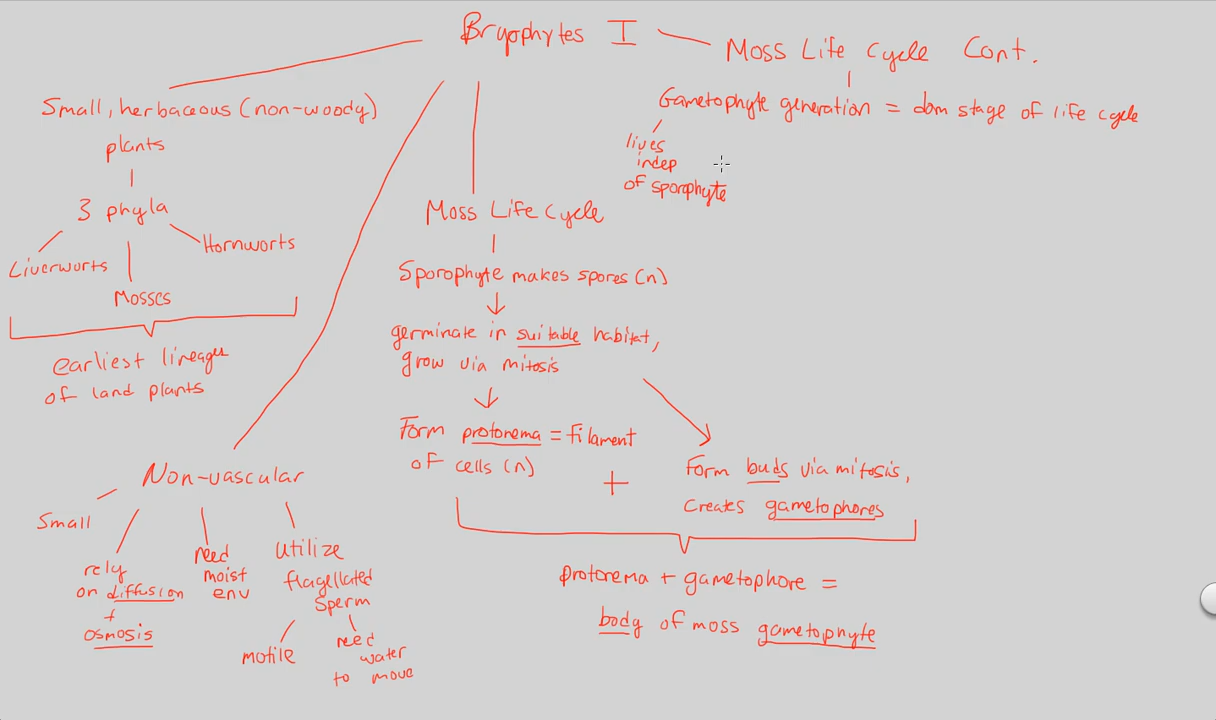 Bryophytes I
Small, herbaceous (non-woody)
plants
3 phyla
Liverworts
Mosses
Hornworts
earliest lineages
of land plants
Non-vascular
Small
rely
on diffusion
+
osmosis
need
moist
env
utilize
flagellated
sperm
motile
need
water
to move
Moss Life Cycle
Sporophyte makes spores (n)
germinate in suitable habitat,
grow via mitosis
Form protonema = filament
of cells (n)
+
Form buds via mitosis,
creates gametophores
protonema + gametophore =
body of moss gametophyte
Moss Life Cycle Cont.
Gametophyte generation = dom stage of life cycle
lives
indep
of sporophyte